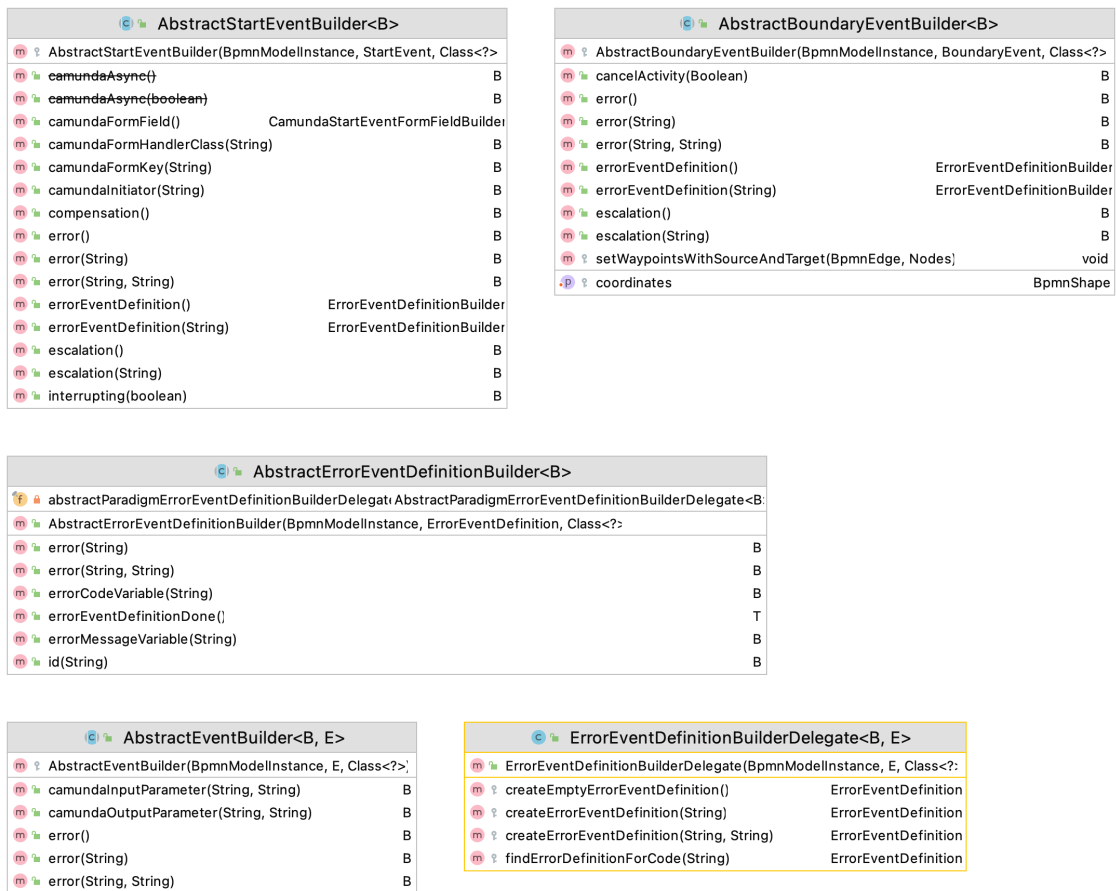 AbstractStartEventBuilder<B>
AbstractStartEventBuilder(BpmnModelInstance, StartEvent, Class<?>
camundaAsync() B
camundaAsync(boolean) B
camundaFormField() CamundaStartEventFormFieldBuilder
camundaFormHandlerClass(String) B
camundaFormKey(String) B
camundaInitiator(String) B
compensation() B
error() B
error(String) B
error(String, String) B
errorEventDefinition() ErrorEventDefinitionBuilder
errorEventDefinition(String) ErrorEventDefinitionBuilder
escalation() B
escalation(String) B
interrupting(boolean) B
AbstractBoundaryEventBuilder<B>
AbstractBoundaryEventBuilder(BpmnModelInstance, BoundaryEvent, Class<?>
cancelActivity(Boolean) B
error() B
error(String) B
error(String, String) B
errorEventDefinition() ErrorEventDefinitionBuilder
errorEventDefinition(String) ErrorEventDefinitionBuilder
escalation() B
escalation(String) B
setWaypointsWithSourceAndTarget(BpmnEdge, Nodes) void
coordinates BpmnShape
AbstractErrorEventDefinitionBuilder<B>
abstractParadigmErrorEventDefinitionBuilderDelegate AbstractParadigmErrorEventDefinitionBuilderDelegate<B>
AbstractErrorEventDefinitionBuilder(BpmnModelInstance, ErrorEventDefinition, Class<?>
error(String) B
error(String, String) B
errorCodeVariable(String) B
errorEventDefinitionDone() T
errorMessageVariable(String) B
id(String) B
AbstractEventBuilder<B, E>
AbstractEventBuilder(BpmnModelInstance, E, Class<?>)
camundaInputParameter(String, String) B
camundaOutputParameter(String, String) B
error() B
error(String) B
error(String, String) B
ErrorEventDefinitionBuilderDelegate<B, E>
ErrorEventDefinitionBuilderDelegate(BpmnModelInstance, E, Class<?>
createEmptyErrorEventDefinition() ErrorEventDefinition
createErrorEventDefinition(String) ErrorEventDefinition
createErrorEventDefinition(String, String) ErrorEventDefinition
findErrorDefinitionForCode(String) ErrorEventDefinition